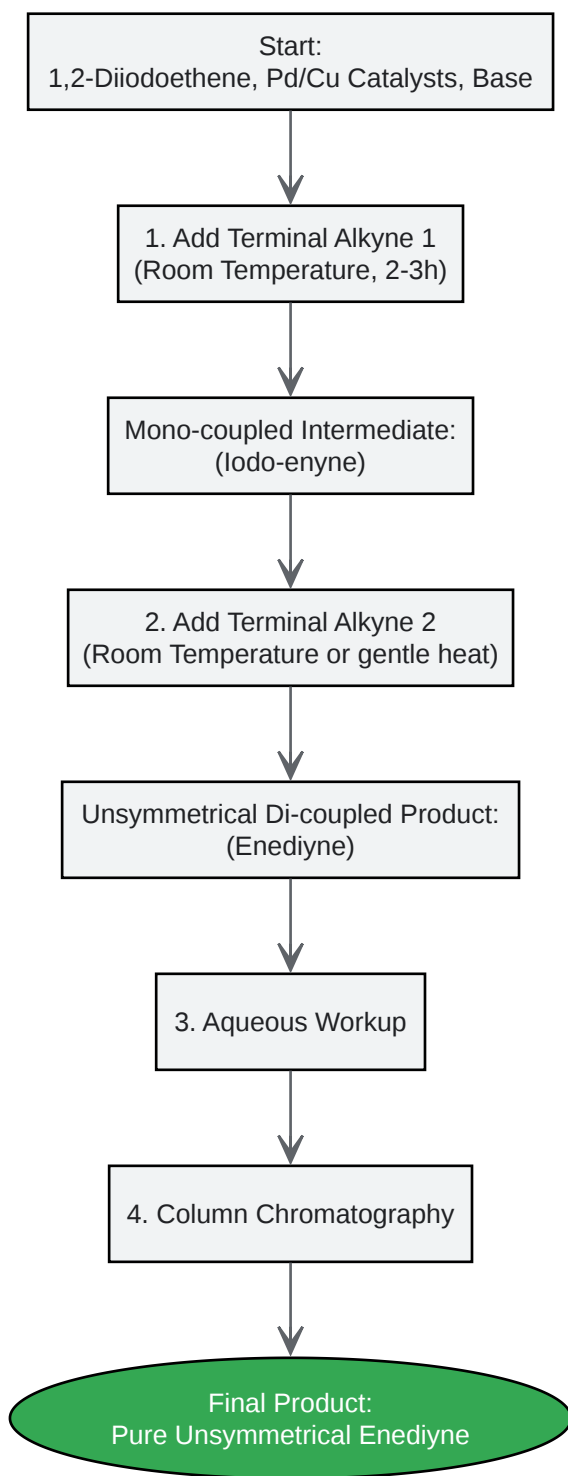 Start:
1,2-Diiodoethene, Pd/Cu Catalysts, Base
1. Add Terminal Alkyne 1
(Room Temperature, 2-3h)
Mono-coupled Intermediate:
(Iodo-enyne)
2. Add Terminal Alkyne 2
(Room Temperature or gentle heat)
Unsymmetrical Di-coupled Product:
(Enediyne)
3. Aqueous Workup
4. Column Chromatography
Final Product:
Pure Unsymmetrical Enediyne